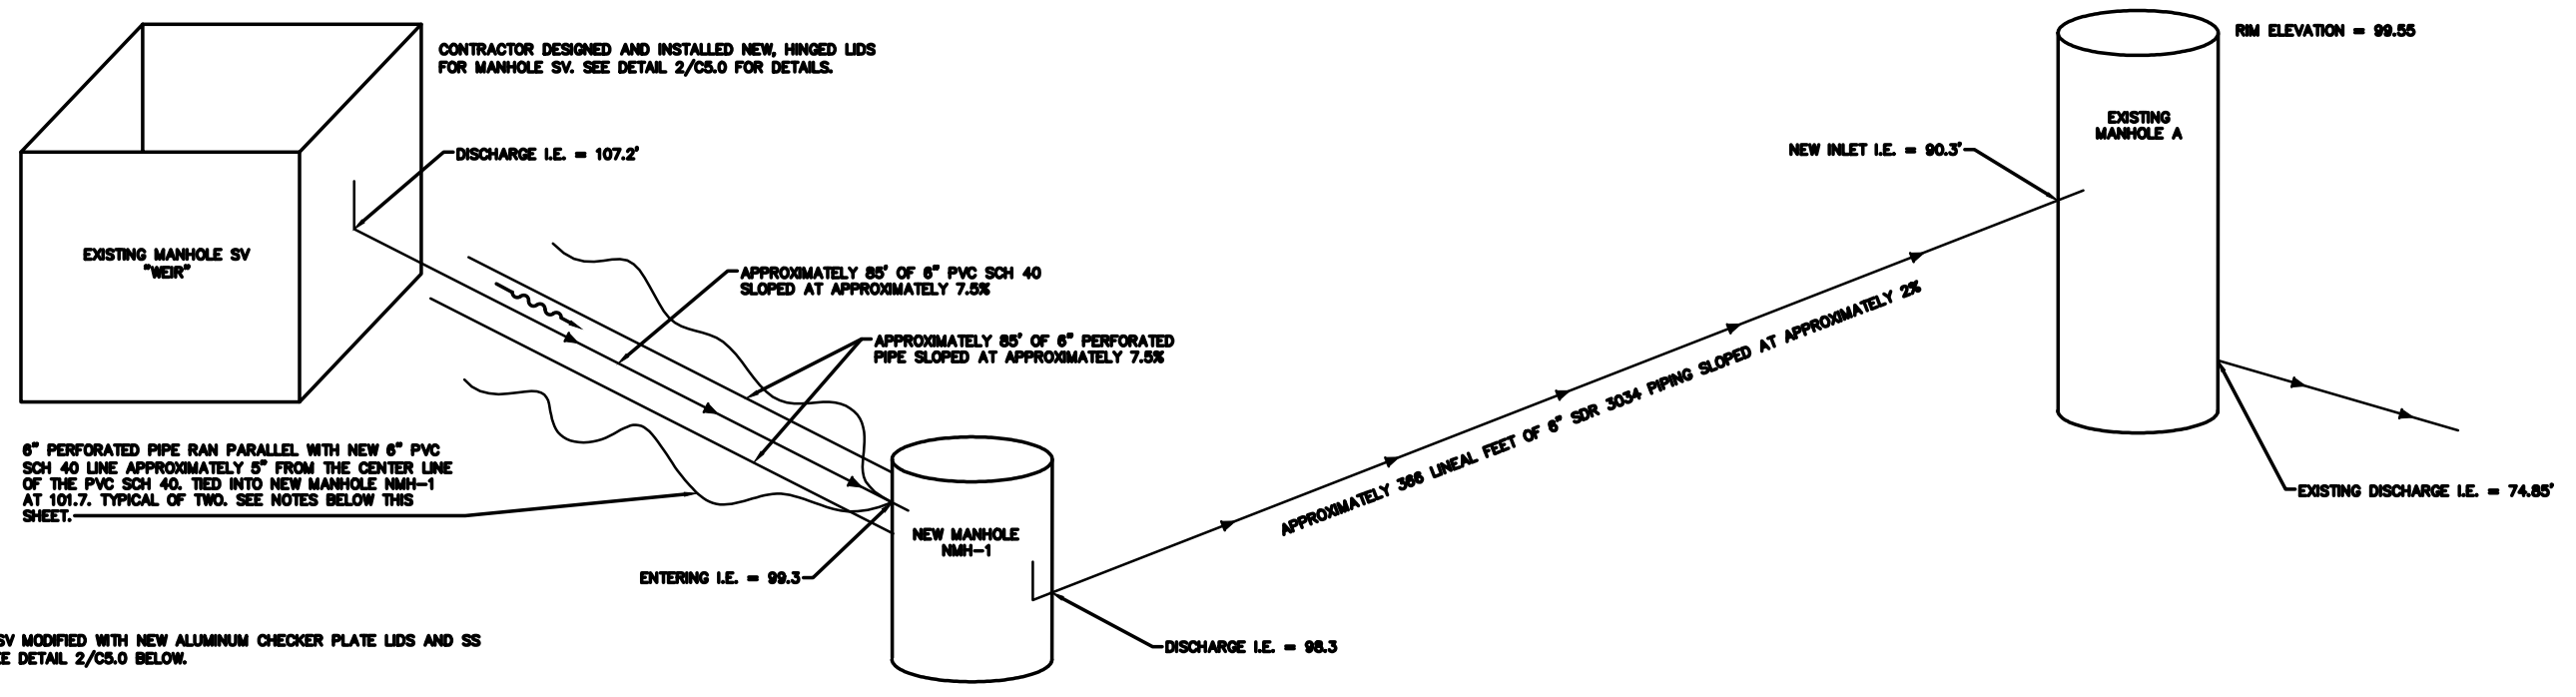 CONTRACTOR DESIGNED AND INSTALLED NEW, HINGED LIDS
FOR MANHOLE SV. SEE DETAIL 2/C5.0 FOR DETAILS.
DISCHARGE I.E. = 107.2'
EXISTING MANHOLE SV
"WEIR"
APPROXIMATELY 85' OF 6" PVC SCH 40
SLOPED AT APPROXIMATELY 7.5%
APPROXIMATELY 85' OF 6" PERFORATED
PIPE SLOPED AT APPROXIMATELY 7.5%
6" PERFORATED PIPE RAN PARALLEL WITH NEW 6" PVC
SCH 40 LINE APPROXIMATELY 5" FROM THE CENTER LINE
OF THE PVC SCH 40. TIED INTO NEW MANHOLE NMH-1
AT 101.7. TYPICAL OF TWO. SEE NOTES BELOW THIS
SHEET.
NEW MANHOLE
NMH-1
ENTERING I.E. = 99.3
DISCHARGE I.E. = 98.3
APPROXIMATELY 366 LINEAL FEET OF 6" SDR 3034 PIPING SLOPED AT APPROXIMATELY 2%
RIM ELEVATION = 99.55
EXISTING
MANHOLE A
NEW INLET I.E. = 90.3'
EXISTING DISCHARGE I.E. = 74.85'
SV MODIFIED WITH NEW ALUMINUM CHECKER PLATE LIDS AND SS
EE DETAIL 2/C5.0 BELOW.